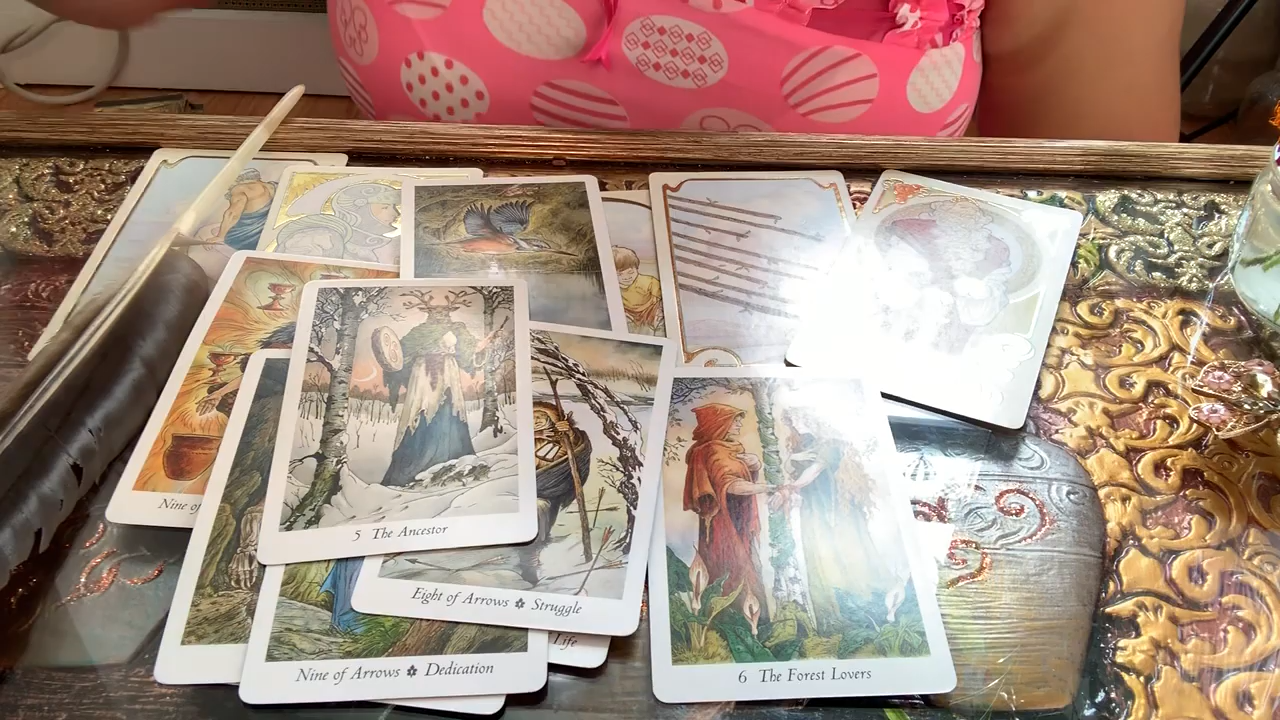 Nine of
5 The Ancestor
Eight of Arrows ✽ Struggle
Life
Nine of Arrows ✽ Dedication
6 The Forest Lovers